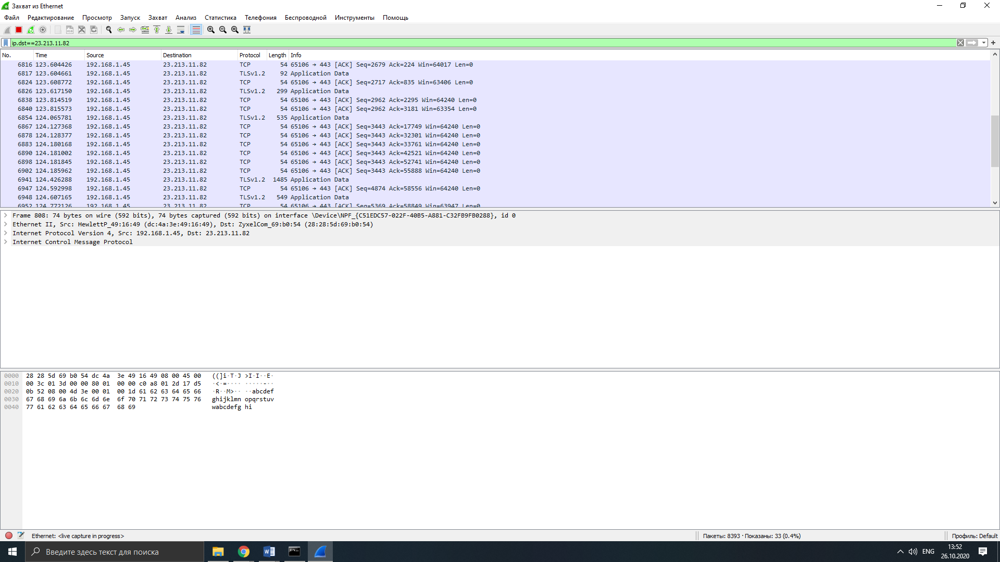 Захват из Ethernet
Файл Редактирование Просмотр Запуск Захват Анализ Статистика Телефония Беспроводной Инструменты Помощь
ip.dst==23.213.11.82
No. Time Source Destination Protocol Length Info
6816 123.604426 192.168.1.45 23.213.11.82 TCP 54 65106 → 443 [ACK] Seq=2679 Ack=224 Win=64017 Len=0
6817 123.604661 192.168.1.45 23.213.11.82 TLSv1.2 92 Application Data
6824 123.608772 192.168.1.45 23.213.11.82 TCP 54 65106 → 443 [ACK] Seq=2717 Ack=835 Win=63406 Len=0
6826 123.617150 192.168.1.45 23.213.11.82 TLSv1.2 299 Application Data
6838 123.814519 192.168.1.45 23.213.11.82 TCP 54 65106 → 443 [ACK] Seq=2962 Ack=2295 Win=64240 Len=0
6840 123.815573 192.168.1.45 23.213.11.82 TCP 54 65106 → 443 [ACK] Seq=2962 Ack=3181 Win=63354 Len=0
6854 124.065781 192.168.1.45 23.213.11.82 TLSv1.2 535 Application Data
6867 124.127368 192.168.1.45 23.213.11.82 TCP 54 65106 → 443 [ACK] Seq=3443 Ack=17749 Win=64240 Len=0
6878 124.128377 192.168.1.45 23.213.11.82 TCP 54 65106 → 443 [ACK] Seq=3443 Ack=32301 Win=64240 Len=0
6883 124.180168 192.168.1.45 23.213.11.82 TCP 54 65106 → 443 [ACK] Seq=3443 Ack=33761 Win=64240 Len=0
6890 124.181002 192.168.1.45 23.213.11.82 TCP 54 65106 → 443 [ACK] Seq=3443 Ack=42521 Win=64240 Len=0
6898 124.181845 192.168.1.45 23.213.11.82 TCP 54 65106 → 443 [ACK] Seq=3443 Ack=52741 Win=64240 Len=0
6902 124.185962 192.168.1.45 23.213.11.82 TCP 54 65106 → 443 [ACK] Seq=3443 Ack=55888 Win=64240 Len=0
6941 124.426288 192.168.1.45 23.213.11.82 TLSv1.2 1485 Application Data
6947 124.592998 192.168.1.45 23.213.11.82 TCP 54 65106 → 443 [ACK] Seq=4874 Ack=58556 Win=64240 Len=0
6948 124.607165 192.168.1.45 23.213.11.82 TLSv1.2 549 Application Data
6952 124.772126 192.168.1.45 23.213.11.82 TCP 54 65106 → 443 [ACK] Seq=5369 Ack=58849 Win=63947 Len=0
Frame 808: 74 bytes on wire (592 bits), 74 bytes captured (592 bits) on interface \Device\NPF_{C51EDC57-022F-40B5-A881-C32FB9FB0288}, id 0
Ethernet II, Src: HewlettP_49:16:49 (dc:4a:3e:49:16:49), Dst: ZyxelCom_69:b0:54 (28:28:5d:69:b0:54)
Internet Protocol Version 4, Src: 192.168.1.45, Dst: 23.213.11.82
Internet Control Message Protocol
0000 28 28 5d 69 b0 54 dc 4a 3e 49 16 49 08 00 45 00 ((]i·T·J >I·I··E·
0010 00 3c 01 3d 00 00 80 01 00 00 c0 a8 01 2d 17 d5 ·<·=···· ·····-··
0020 0b 52 08 00 4d 3e 00 01 00 1d 61 62 63 64 65 66 ·R··M>·· ··abcdef
0030 67 68 69 6a 6b 6c 6d 6e 6f 70 71 72 73 74 75 76 ghijklmn opqrstuv
0040 77 61 62 63 64 65 66 67 68 69 wabcdefg hi
Ethernet: <live capture in progress> Пакеты: 8393 · Показаны: 33 (0.4%) Профиль: Default
Введите здесь текст для поиска ENG 13:52
26.10.2020